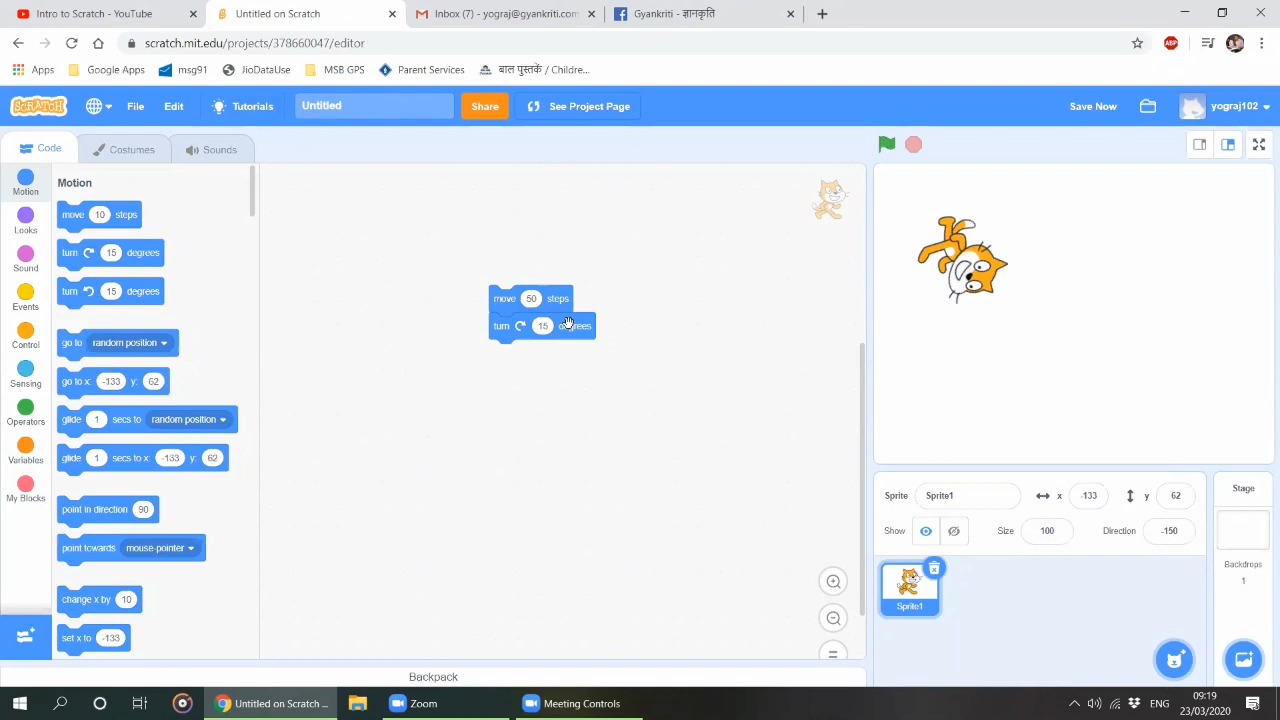 Intro to Scratch - YouTube
Untitled on Scratch
Inbox (7) - yograj@gyankriti.com
Gyankriti - ज्ञानकृति
scratch.mit.edu/projects/378660047/editor
ABP
Apps
Google Apps
msg91
JioDataUse
MSB GPS
Parent Services
बाल पुस्तकें / Childre...
SCRATCH
File
Edit
Tutorials
Untitled
Share
See Project Page
Save Now
yograj102
Code
Costumes
Sounds
Motion
Looks
Sound
Events
Control
Sensing
Operators
Variables
My Blocks
Motion
move 10 steps
turn 15 degrees
turn 15 degrees
go to random position
go to x: -133 y: 62
glide 1 secs to random position
glide 1 secs to x: -133 y: 62
point in direction 90
point towards mouse-pointer
change x by 10
set x to -133
move 50 steps
turn 15 degrees
Sprite Sprite1 x -133 y 62
Show Size 100 Direction -150
Sprite1
Stage
Backdrops
1
Backpack
Untitled on Scratch ...
Zoom
Meeting Controls
ENG
09:19
23/03/2020